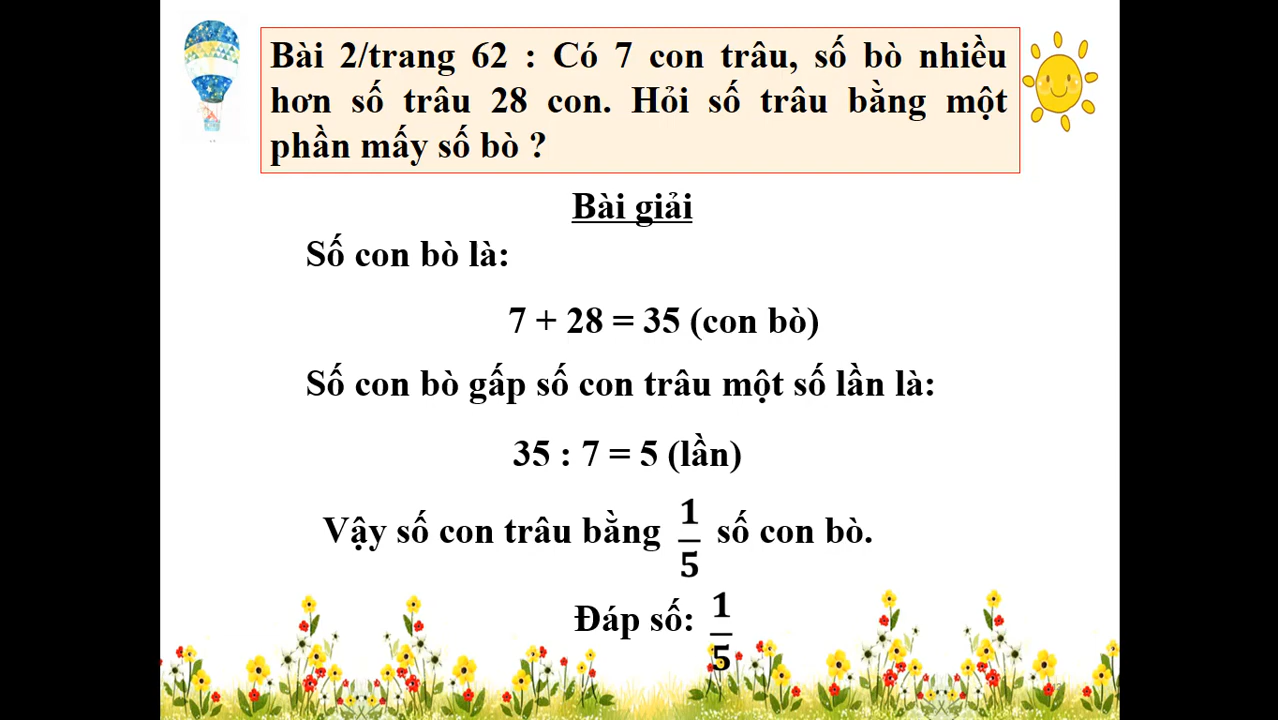 Bài 2/trang 62 : Có 7 con trâu, số bò nhiều
hơn số trâu 28 con. Hỏi số trâu bằng một
phần mấy số bò ?
Bài giải
Số con bò là:
7 + 28 = 35 (con bò)
Số con bò gấp số con trâu một số lần là:
35 : 7 = 5 (lần)
Vậy số con trâu bằng 1/5 số con bò.
Đáp số: 1/5